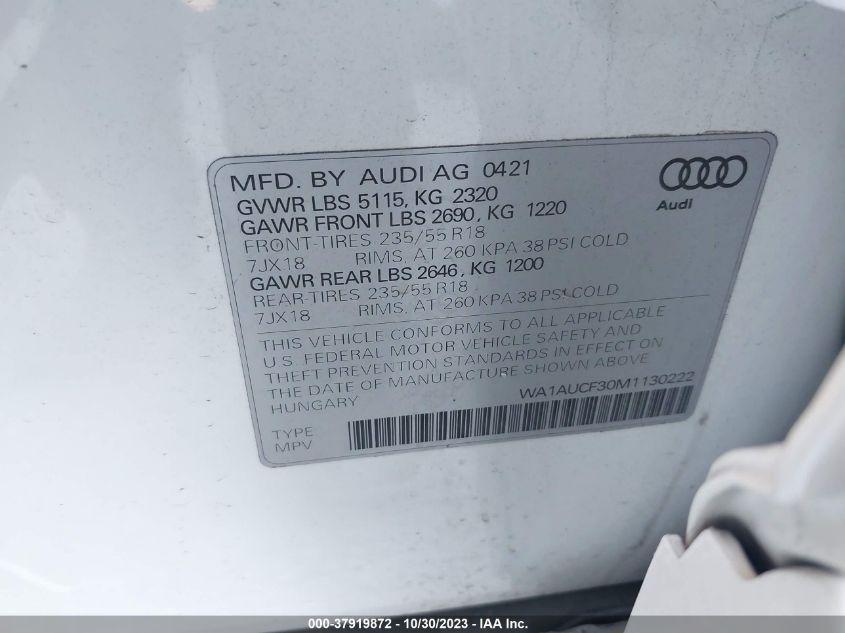 MFD. BY AUDI AG 0421
Audi
GVWR LBS 5115, KG 2320
GAWR FRONT LBS 2690, KG 1220
FRONT-TIRES 235/55 R18
7JX18 RIMS, AT 260 KPA 38 PSI COLD
GAWR REAR LBS 2646, KG 1200
REAR-TIRES 235/55 R18
7JX18 RIMS, AT 260 KPA 38 PSI COLD
THIS VEHICLE CONFORMS TO ALL APPLICABLE
U.S. FEDERAL MOTOR VEHICLE SAFETY AND
THEFT PREVENTION STANDARDS IN EFFECT ON
THE DATE OF MANUFACTURE SHOWN ABOVE
HUNGARY WA1AUCF30M1130222
TYPE
MPV
000-37919872 / 10/30/2023 - IAA Inc.